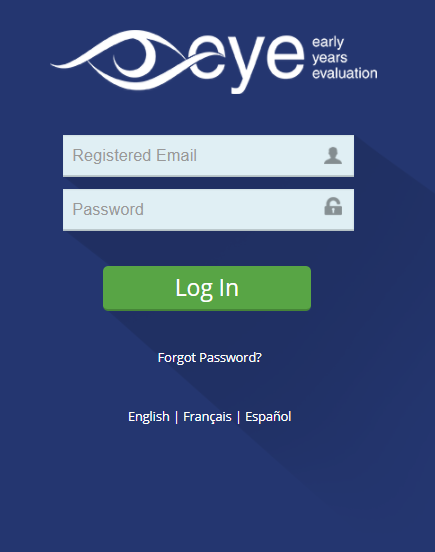 eye
early
years
evaluation
Registered Email
Password
Log In
Forgot Password?
English | Français | Español